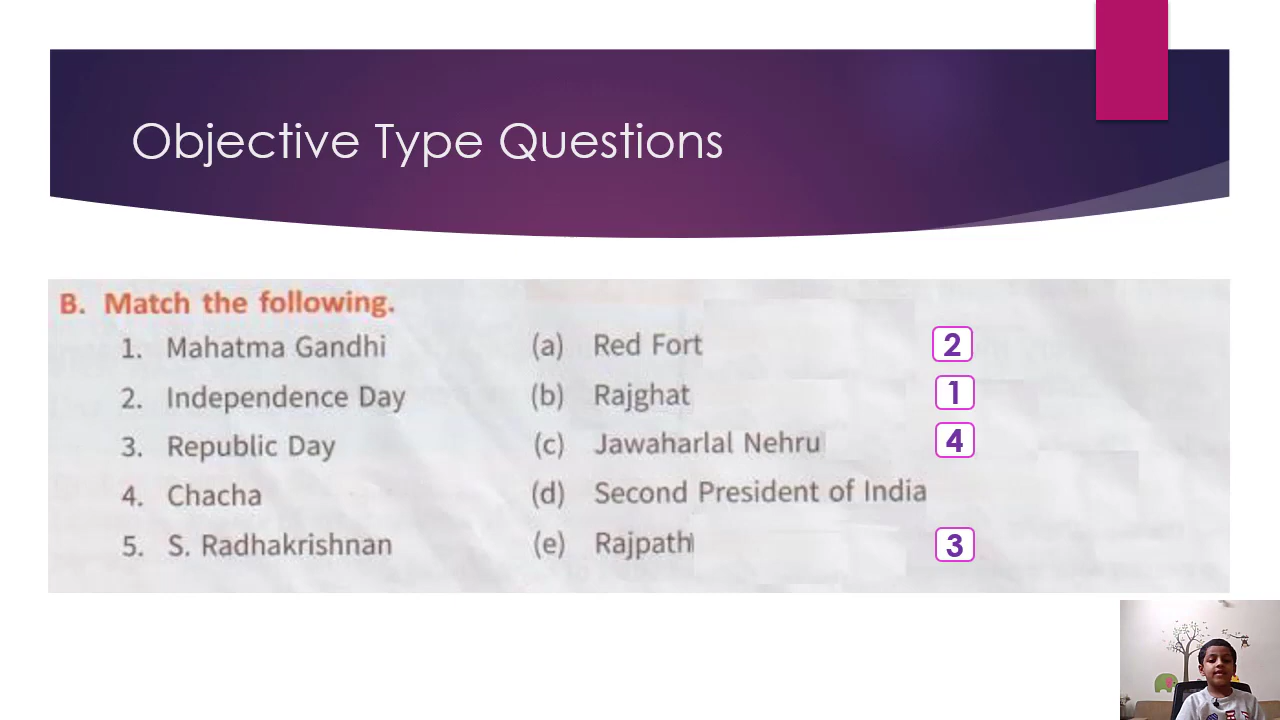 Objective Type Questions
B. Match the following.
1. Mahatma Gandhi (a) Red Fort 2
2. Independence Day (b) Rajghat 1
3. Republic Day (c) Jawaharlal Nehru 4
4. Chacha (d) Second President of India
5. S. Radhakrishnan (e) Rajpath 3